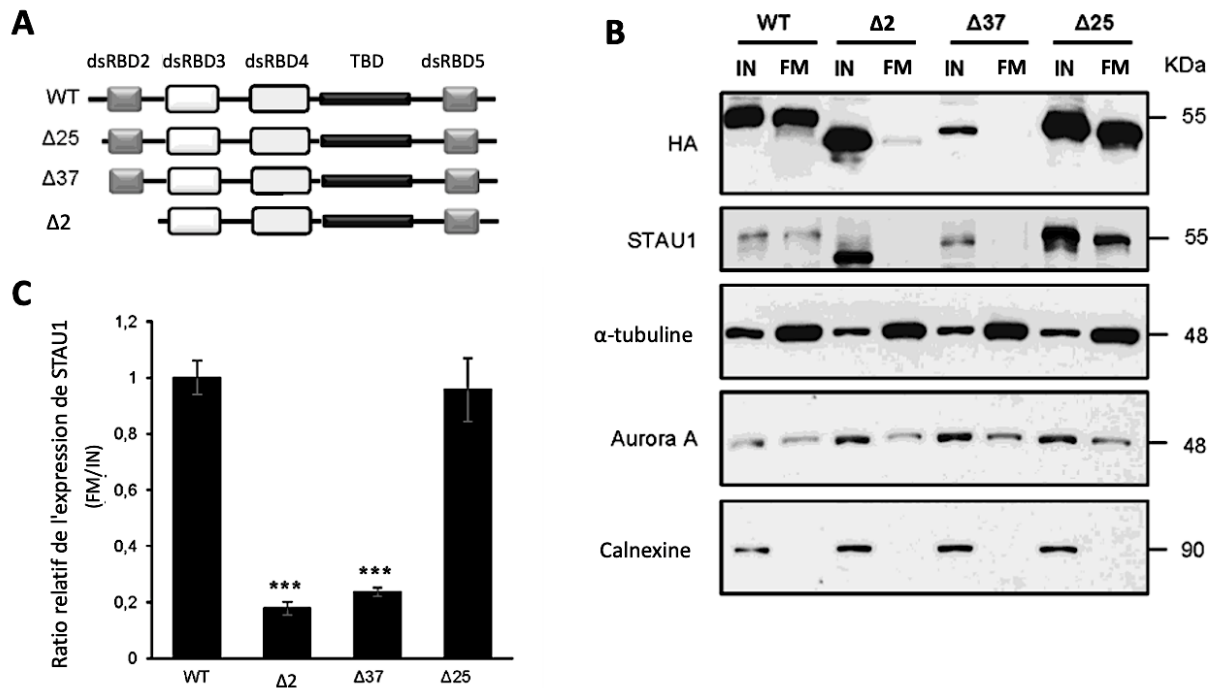 A
dsRBD2 dsRBD3 dsRBD4 TBD dsRBD5
WT
Δ25
Δ37
Δ2
B
WT Δ2 Δ37 Δ25
IN FM IN FM IN FM IN FM KDa
HA 55
STAU1 55
α-tubuline 48
Aurora A 48
Calnexine 90
C
Ratio relatif de l'expression de STAU1
(FM/IN)
1,2
1
0,8
0,6
0,4
0,2
0
*** ***
WT Δ2 Δ37 Δ25